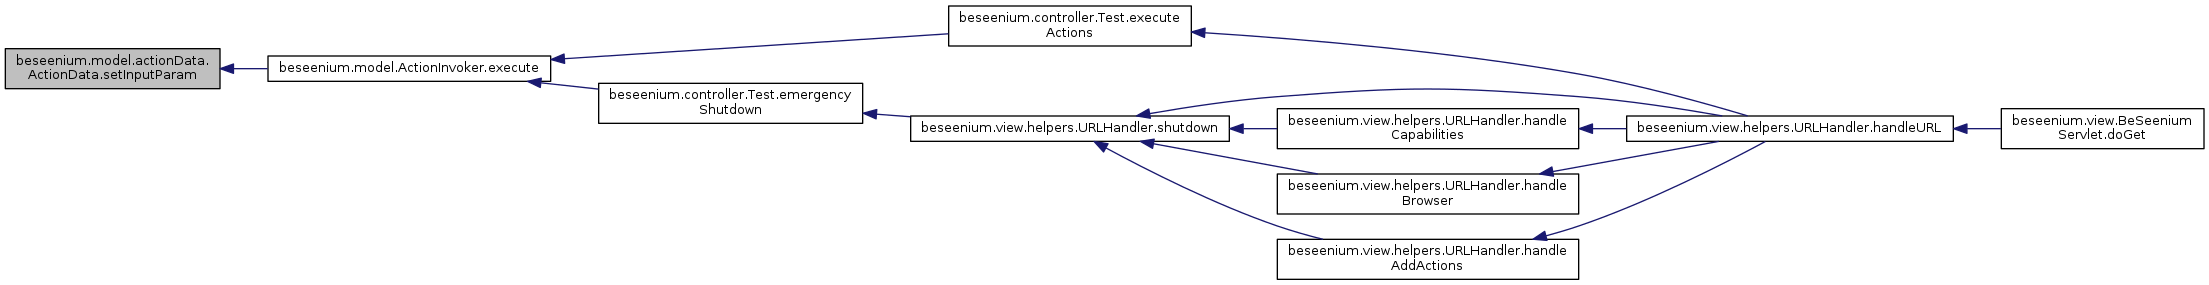 beseenium.model.actionData.
ActionData.setInputParam
beseenium.model.ActionInvoker.execute
beseenium.controller.Test.execute
Actions
beseenium.controller.Test.emergency
Shutdown
beseenium.view.helpers.URLHandler.shutdown
beseenium.view.helpers.URLHandler.handle
Capabilities
beseenium.view.helpers.URLHandler.handle
Browser
beseenium.view.helpers.URLHandler.handle
AddActions
beseenium.view.helpers.URLHandler.handleURL
beseenium.view.BeSeenium
Servlet.doGet